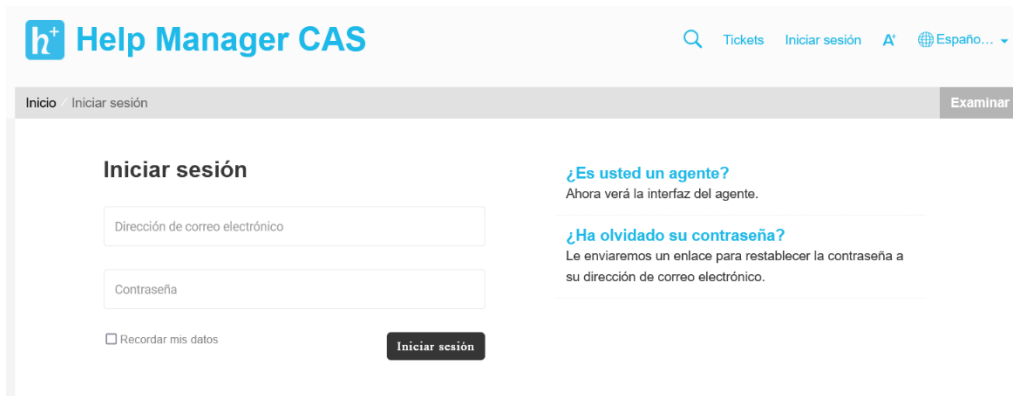 h+ Help Manager CAS
Tickets Iniciar sesión A+ Españo...
Inicio / Iniciar sesión
Examinar
Iniciar sesión
Dirección de correo electrónico
Contraseña
Recordar mis datos
Iniciar sesión
¿Es usted un agente?
Ahora verá la interfaz del agente.
¿Ha olvidado su contraseña?
Le enviaremos un enlace para restablecer la contraseña a
su dirección de correo electrónico.